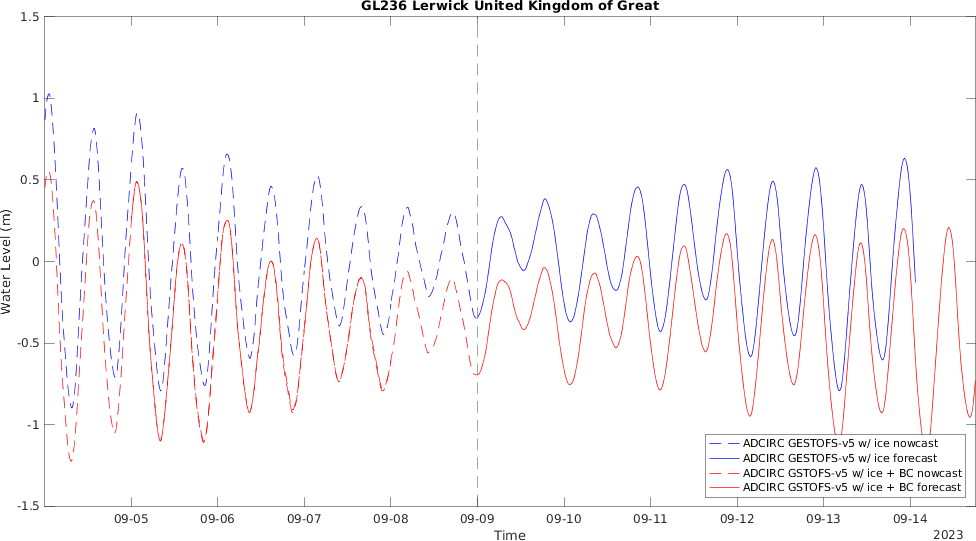 GL236 Lerwick United Kingdom of Great
Water Level (m)
1.5
1
0.5
0
-0.5
-1
-1.5
ADCIRC GESTOFS-v5 w/ ice nowcast
ADCIRC GESTOFS-v5 w/ ice forecast
ADCIRC GSTOFS-v5 w/ ice + BC nowcast
ADCIRC GSTOFS-v5 w/ ice + BC forecast
09-05 09-06 09-07 09-08 09-09 09-10 09-11 09-12 09-13 09-14
Time
2023